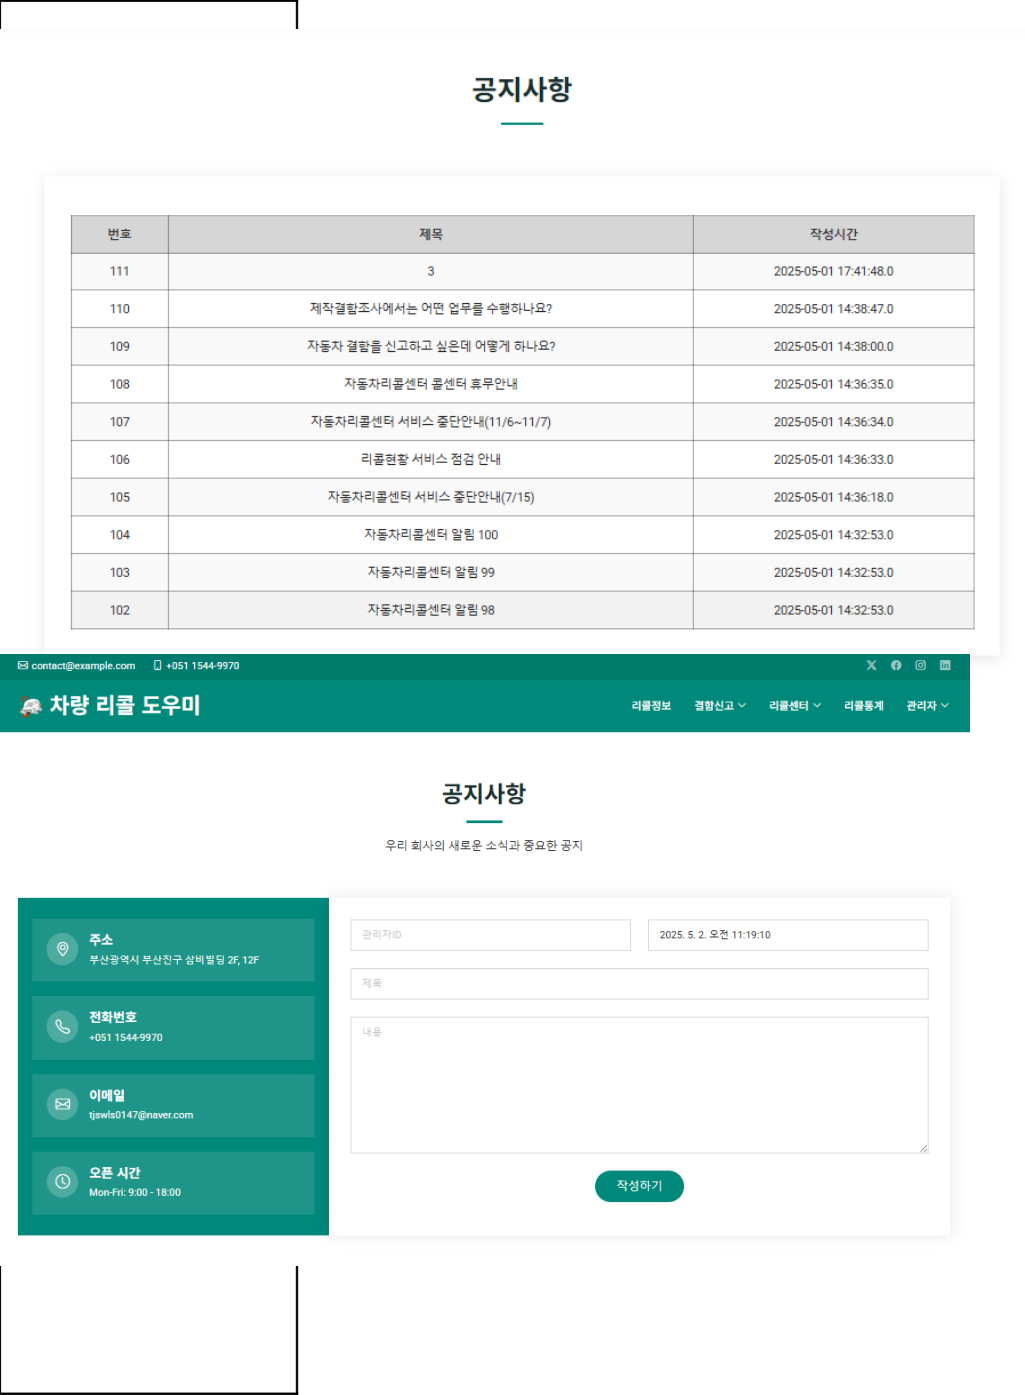 공지사항
번호 제목 작성시간
111 3 2025-05-01 17:41:48.0
110 제작결함조사에서는 어떤 업무를 수행하나요? 2025-05-01 14:38:47.0
109 자동차 결함을 신고하고 싶은데 어떻게 하나요? 2025-05-01 14:38:00.0
108 자동차리콜센터 콜센터 휴무안내 2025-05-01 14:36:35.0
107 자동차리콜센터 서비스 중단안내(11/6~11/7) 2025-05-01 14:36:34.0
106 리콜현황 서비스 점검 안내 2025-05-01 14:36:33.0
105 자동차리콜센터 서비스 중단안내(7/15) 2025-05-01 14:36:18.0
104 자동차리콜센터 알림 100 2025-05-01 14:32:53.0
103 자동차리콜센터 알림 99 2025-05-01 14:32:53.0
102 자동차리콜센터 알림 98 2025-05-01 14:32:53.0
contact@example.com +051 1544-9970
차량 리콜 도우미 리콜정보 결함신고 리콜센터 리콜통계 관리자
공지사항
우리 회사의 새로운 소식과 중요한 공지
주소
부산광역시 부산진구 삼비빌딩 2F, 12F
전화번호
+051 1544-9970
이메일
tjswls0147@naver.com
오픈 시간
Mon-Fri: 9:00 - 18:00
관리자ID 2025. 5. 2. 오전 11:19:10
제목
내용
작성하기